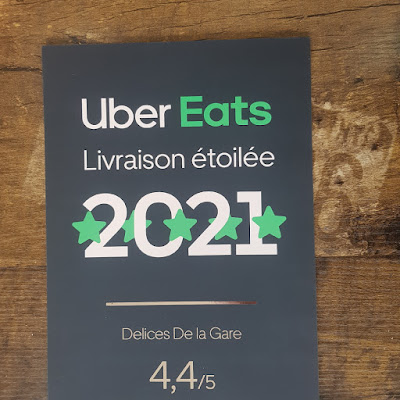 Uber Eats
Livraison étoilée
2021
Delices De la Gare
4,4/5